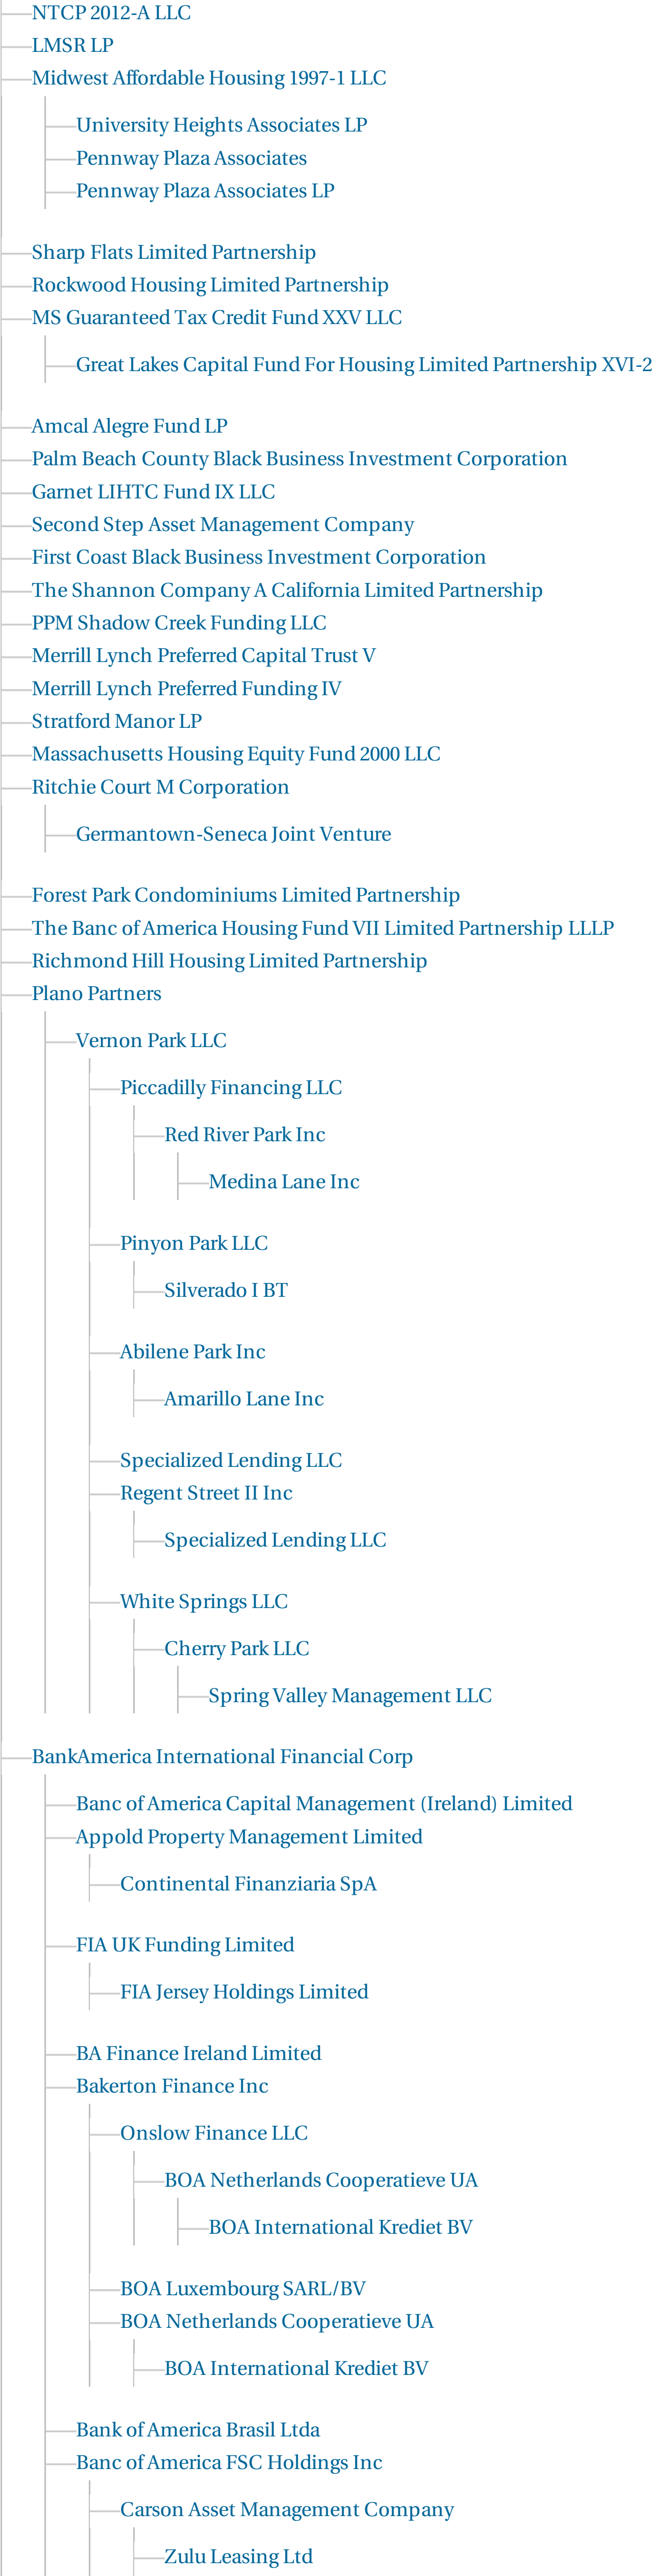 NTCP 2012-A LLC
LMSR LP
Midwest Affordable Housing 1997-1 LLC
University Heights Associates LP
Pennway Plaza Associates
Pennway Plaza Associates LP
Sharp Flats Limited Partnership
Rockwood Housing Limited Partnership
MS Guaranteed Tax Credit Fund XXV LLC
Great Lakes Capital Fund For Housing Limited Partnership XVI-2
Amcal Alegre Fund LP
Palm Beach County Black Business Investment Corporation
Garnet LIHTC Fund IX LLC
Second Step Asset Management Company
First Coast Black Business Investment Corporation
The Shannon Company A California Limited Partnership
PPM Shadow Creek Funding LLC
Merrill Lynch Preferred Capital Trust V
Merrill Lynch Preferred Funding IV
Stratford Manor LP
Massachusetts Housing Equity Fund 2000 LLC
Ritchie Court M Corporation
Germantown-Seneca Joint Venture
Forest Park Condominiums Limited Partnership
The Banc of America Housing Fund VII Limited Partnership LLLP
Richmond Hill Housing Limited Partnership
Plano Partners
Vernon Park LLC
Piccadilly Financing LLC
Red River Park Inc
Medina Lane Inc
Pinyon Park LLC
Silverado I BT
Abilene Park Inc
Amarillo Lane Inc
Specialized Lending LLC
Regent Street II Inc
Specialized Lending LLC
White Springs LLC
Cherry Park LLC
Spring Valley Management LLC
BankAmerica International Financial Corp
Banc of America Capital Management (Ireland) Limited
Appold Property Management Limited
Continental Finanziaria SpA
FIA UK Funding Limited
FIA Jersey Holdings Limited
BA Finance Ireland Limited
Bakerton Finance Inc
Onslow Finance LLC
BOA Netherlands Cooperatieve UA
BOA International Krediet BV
BOA Luxembourg SARL/BV
BOA Netherlands Cooperatieve UA
BOA International Krediet BV
Bank of America Brasil Ltda
Banc of America FSC Holdings Inc
Carson Asset Management Company
Zulu Leasing Ltd